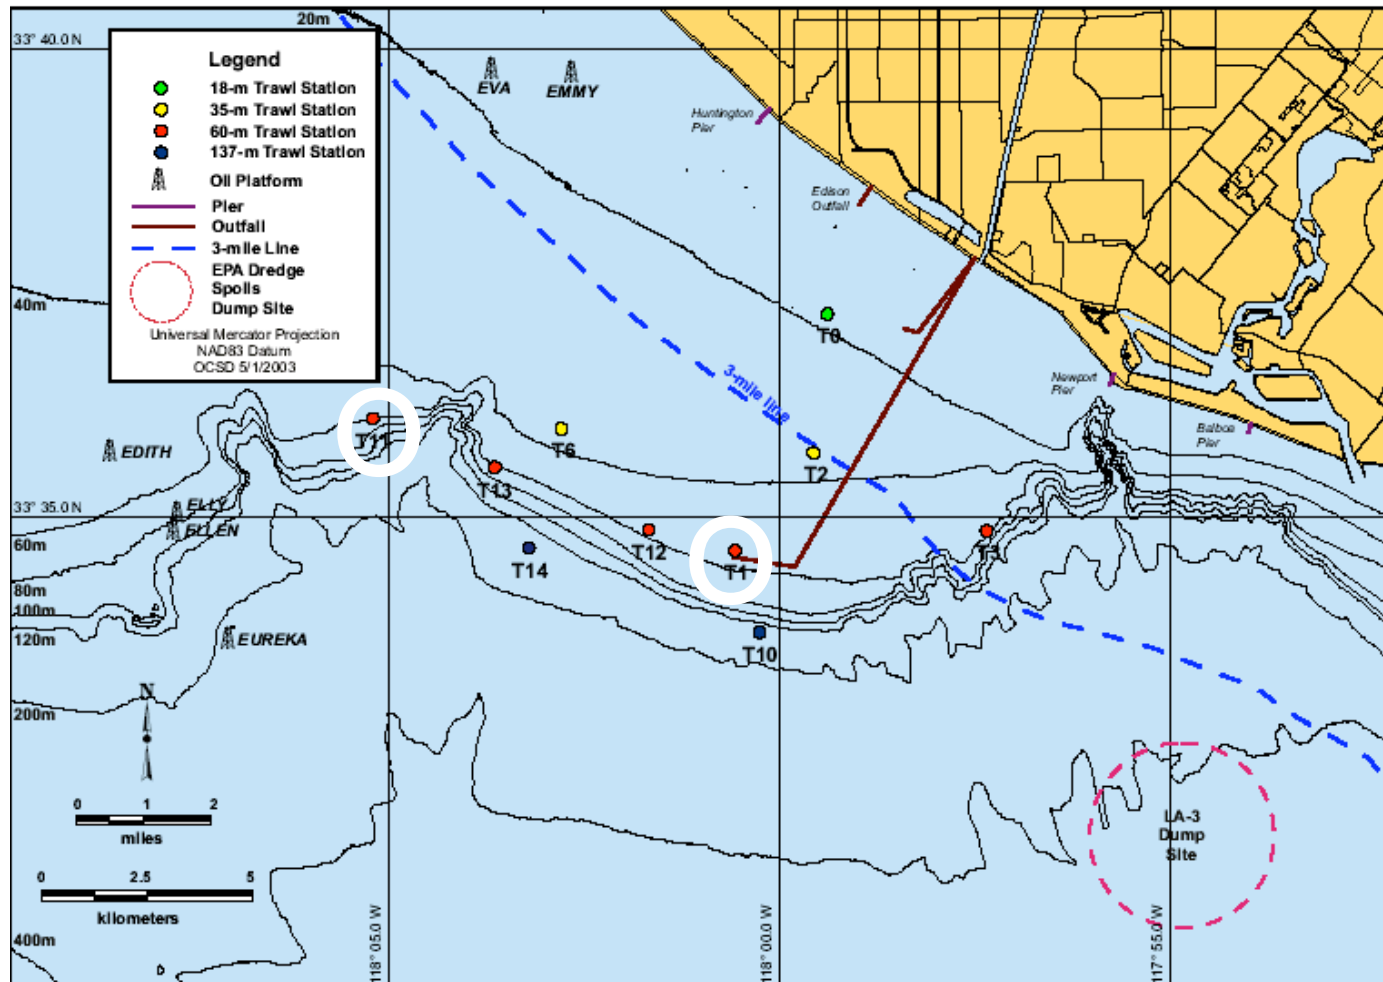 20m
33° 40.0 N
Legend
18-m Trawl Station
35-m Trawl Station
60-m Trawl Station
137-m Trawl Station
Oil Platform
Pier
Outfall
3-mile Line
EPA Dredge
Spoils
Dump Site
Universal Mercator Projection
NAD83 Datum
OCSD 5/1/2003
EVA
EMMY
Huntington
Pier
Edison
Outfall
40m
T0
3-mile line
Newport
Pier
Balboa
Pier
T11
T6
T2
EDITH
T13
ELLY
33° 35.0 N
ELLEN
60m
T12
T1
T3
T14
80m
100m
120m
EUREKA
T10
N
200m
0 1 2
miles
LA-3
Dump
Site
0 2.5 5
kilometers
400m
118° 05.0 W
118° 00.0 W
117° 55.0 W